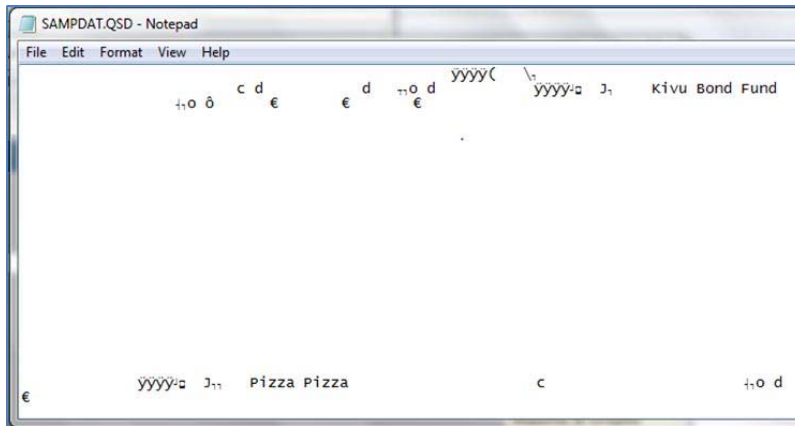 SAMPDAT.QSD - Notepad
File Edit Format View Help
ÿÿÿÿ( \
c d d o d ÿÿÿÿ J Kivu Bond Fund
o ô € € €
ÿÿÿÿ J Pizza Pizza c o d
€